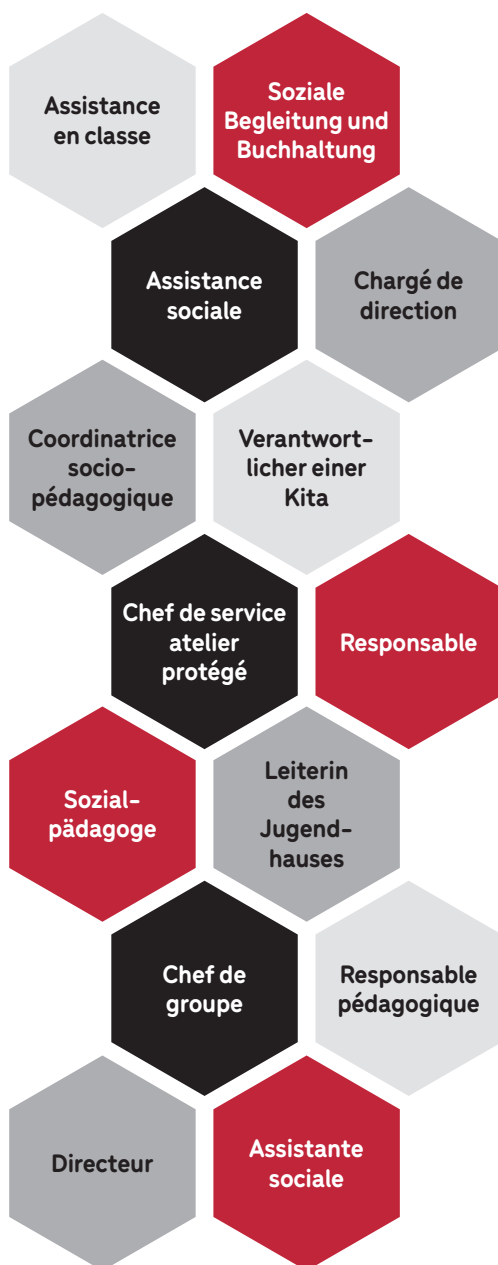 Assistance
en classe
Soziale
Begleitung und
Buchhaltung
Assistance
sociale
Chargé de
direction
Coordinatrice
socio-
pédagogique
Verantwort-
licher einer
Kita
Chef de service
atelier
protégé
Responsable
Sozial-
pädagoge
Leiterin
des
Jugend-
hauses
Chef de
groupe
Responsable
pédagogique
Directeur
Assistante
sociale